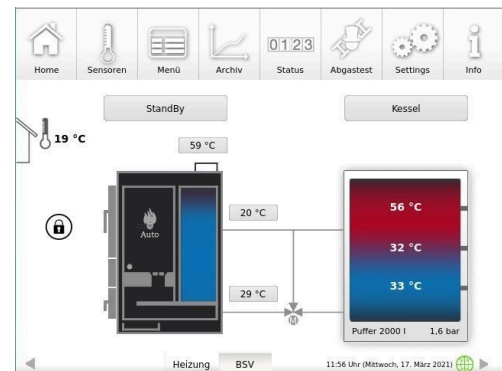 Home Sensoren Menü Archiv 0123 Status Abgastest Settings Info
StandBy Kessel
19 °C
59 °C
Auto
20 °C
29 °C
56 °C
32 °C
33 °C
M
Puffer 2000 l 1,6 bar
Heizung BSV 11:56 Uhr (Mittwoch, 17. März 2021)